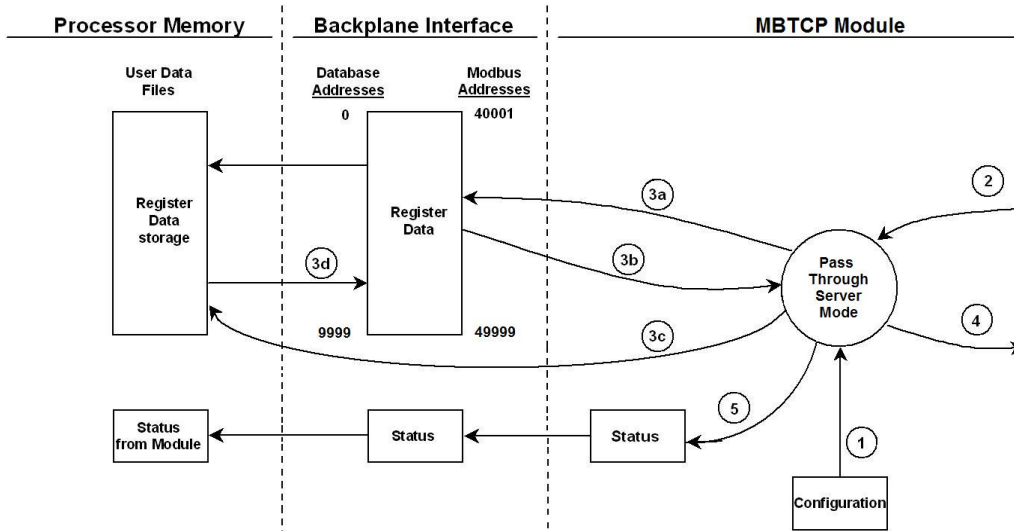 Processor Memory
Backplane Interface
MBTCP Module
User Data
Files
Database
Addresses
Modbus
Addresses
0
40001
Register
Data
storage
Register
Data
3a
2
3b
3d
Pass
Through
Server
Mode
9999
49999
3c
4
Status
from Module
Status
Status
5
1
Configuration